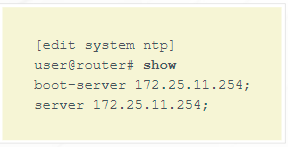 [edit system ntp]
user@router# show
boot-server 172.25.11.254;
server 172.25.11.254;